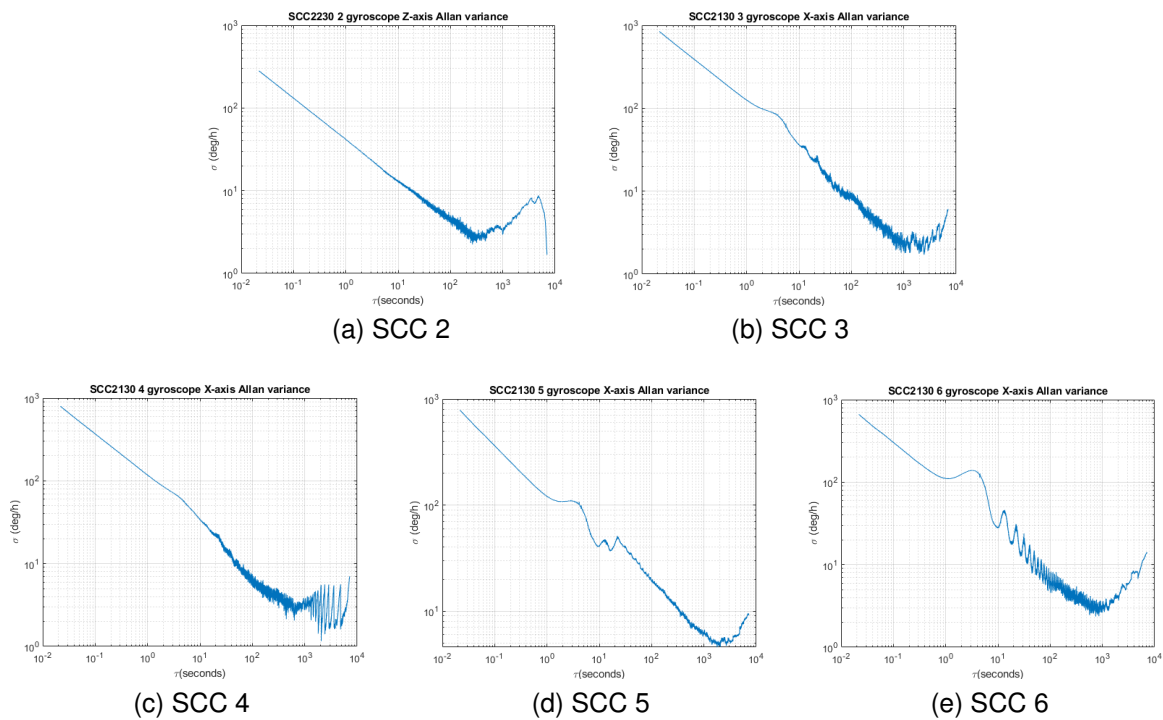 SCC2230 2 gyroscope Z-axis Allan variance
10^3
10^2
10^1
10^0
σ (deg/h)
10^-2 10^-1 10^0 10^1 10^2 10^3 10^4
τ(seconds)
(a) SCC 2
SCC2130 3 gyroscope X-axis Allan variance
10^3
10^2
10^1
10^0
σ (deg/h)
10^-2 10^-1 10^0 10^1 10^2 10^3 10^4
τ(seconds)
(b) SCC 3
SCC2130 4 gyroscope X-axis Allan variance
10^3
10^2
10^1
10^0
σ (deg/h)
10^-2 10^-1 10^0 10^1 10^2 10^3 10^4
τ(seconds)
(c) SCC 4
SCC2130 5 gyroscope X-axis Allan variance
10^3
10^2
10^1
σ (deg/h)
10^-2 10^-1 10^0 10^1 10^2 10^3 10^4
τ(seconds)
(d) SCC 5
SCC2130 6 gyroscope X-axis Allan variance
10^3
10^2
10^1
10^0
σ (deg/h)
10^-2 10^-1 10^0 10^1 10^2 10^3 10^4
τ(seconds)
(e) SCC 6